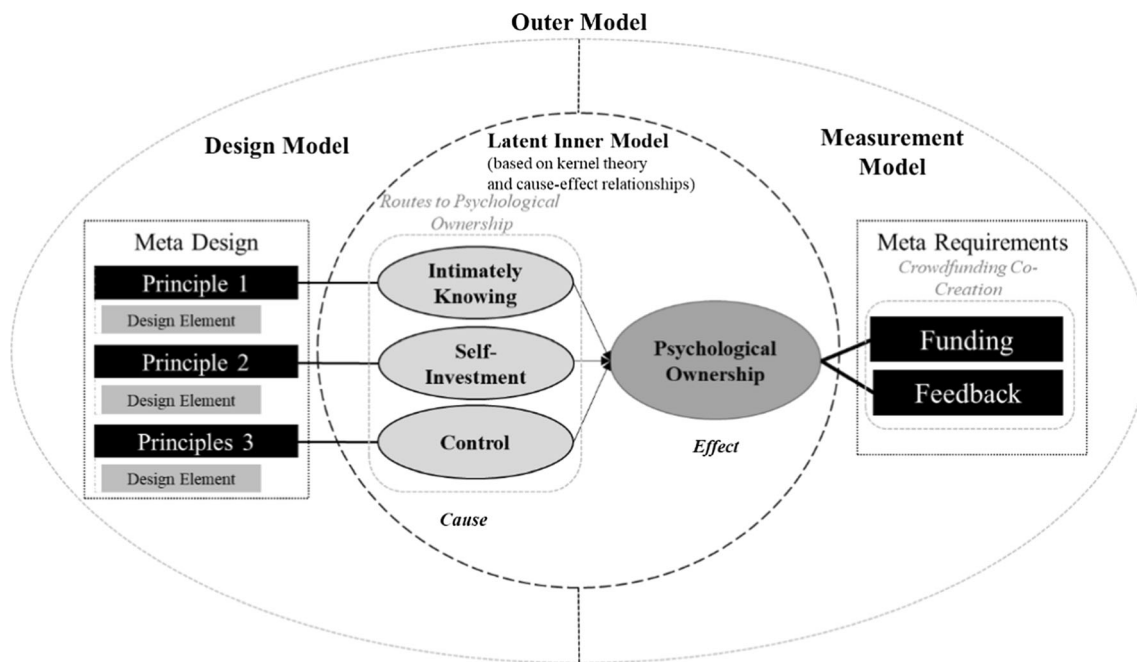 Outer Model
Design Model
Latent Inner Model
(based on kernel theory
and cause-effect relationships)
Measurement
Model
Meta Design
Principle 1
Design Element
Principle 2
Design Element
Principles 3
Design Element
Routes to Psychological
Ownership
Intimately
Knowing
Self-
Investment
Control
Cause
Psychological
Ownership
Effect
Meta Requirements
Crowdfunding Co-
Creation
Funding
Feedback